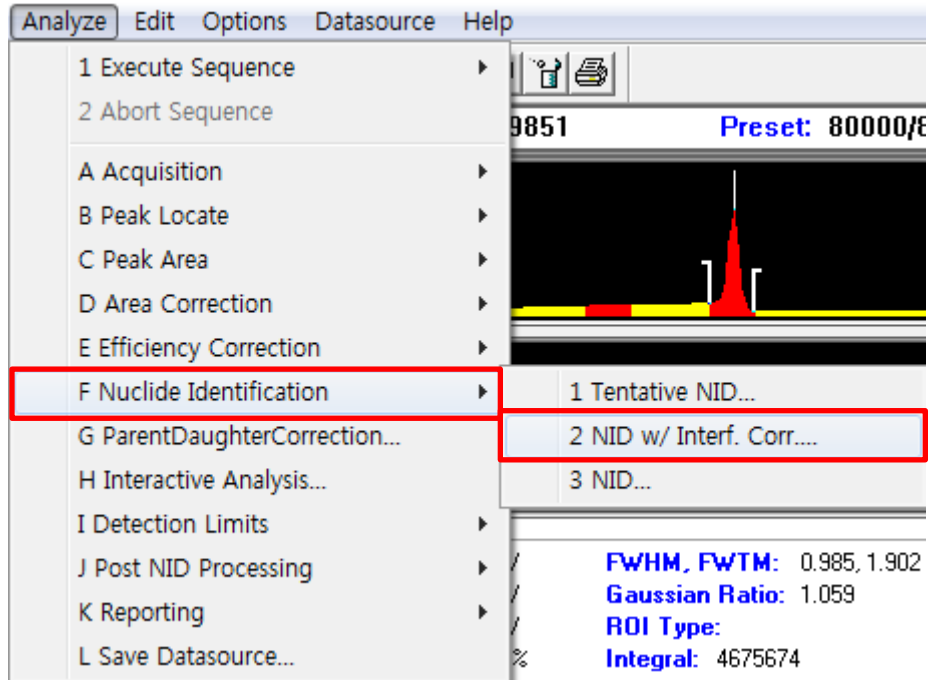 Analyze Edit Options Datasource Help
1 Execute Sequence
2 Abort Sequence
9851 Preset: 80000/8
A Acquisition
B Peak Locate
C Peak Area
D Area Correction
E Efficiency Correction
F Nuclide Identification
1 Tentative NID...
G ParentDaughterCorrection...
2 NID w/ Interf. Corr....
H Interactive Analysis...
3 NID...
I Detection Limits
J Post NID Processing
/ FWHM, FWTM: 0.985, 1.902
/ Gaussian Ratio: 1.059
K Reporting
/ ROI Type:
L Save Datasource...
% Integral: 4675674